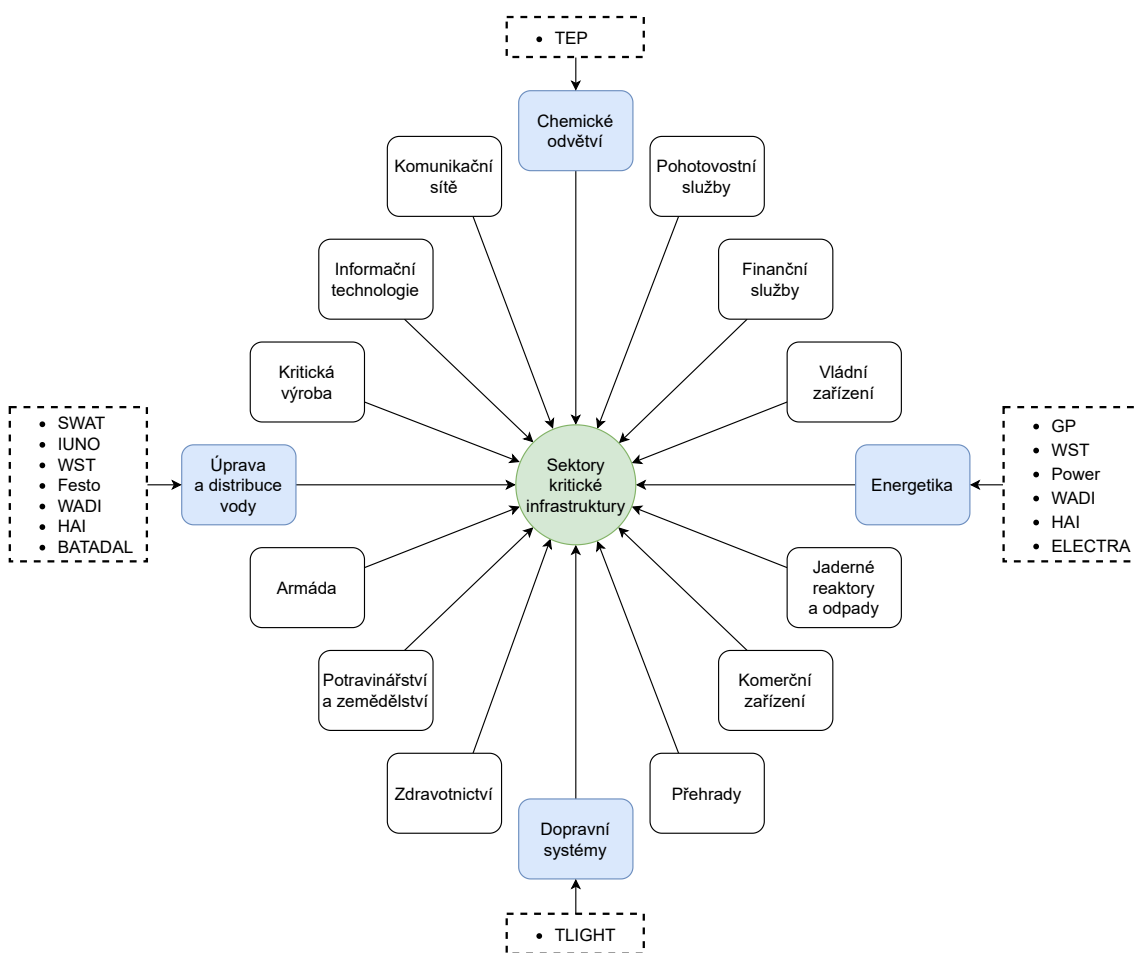 TEP
Chemické
odvětví
Komunikační
sítě
Pohotovostní
služby
Informační
technologie
Finanční
služby
Kritická
výroba
Vládní
zařízení
SWAT
IUNO
WST
Festo
WADI
HAI
BATADAL
Úprava
a distribuce
vody
Sektory
kritické
infrastruktury
Energetika
GP
WST
Power
WADI
HAI
ELECTRA
Armáda
Jaderné
reaktory
a odpady
Potravinářství
a zemědělství
Komerční
zařízení
Zdravotnictví
Přehrady
Dopravní
systémy
TLIGHT